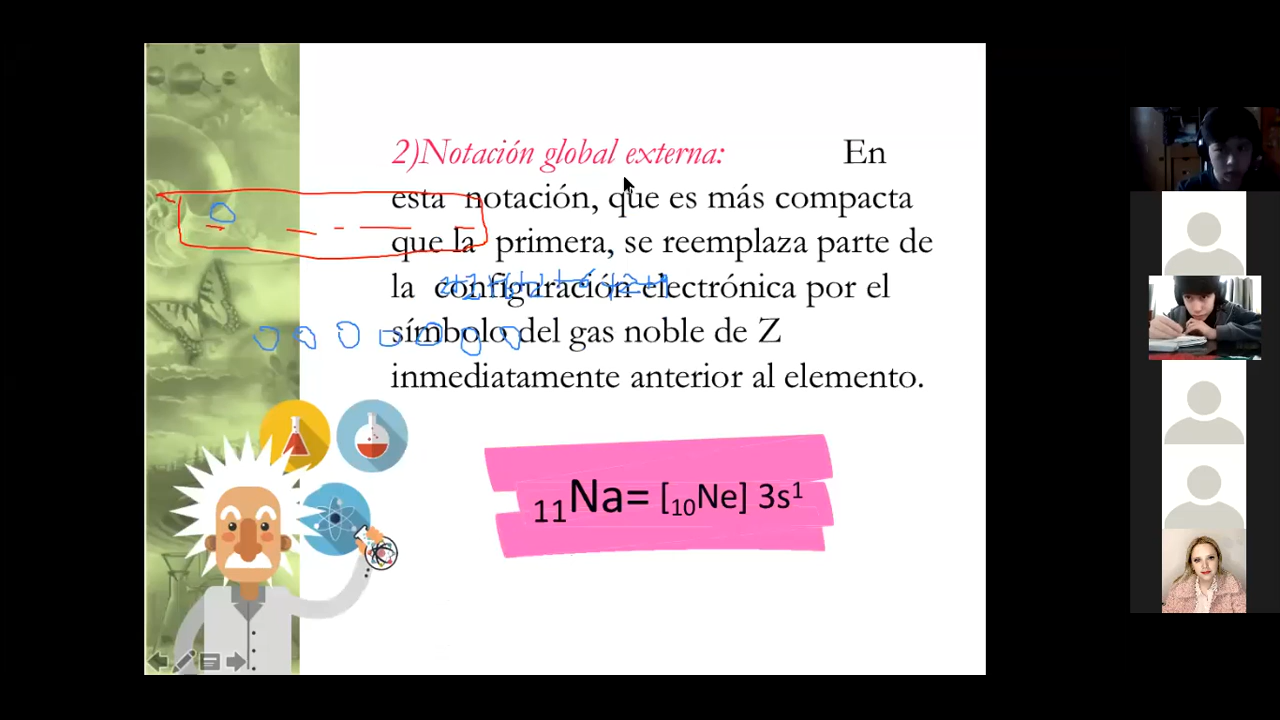 2)Notación global externa: En
esta notación, que es más compacta
que la primera, se reemplaza parte de
la configuración electrónica por el
símbolo del gas noble de Z
inmediatamente anterior al elemento.
₁₁Na= [₁₀Ne] 3s¹